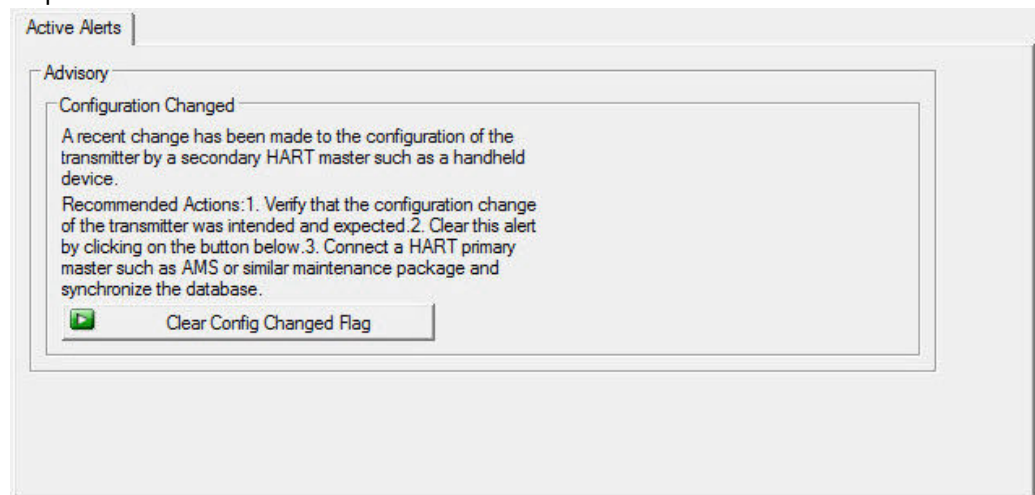 Active Alerts
Advisory
Configuration Changed
A recent change has been made to the configuration of the
transmitter by a secondary HART master such as a handheld
device.
Recommended Actions:1. Verify that the configuration change
of the transmitter was intended and expected.2. Clear this alert
by clicking on the button below.3. Connect a HART primary
master such as AMS or similar maintenance package and
synchronize the database.
Clear Config Changed Flag